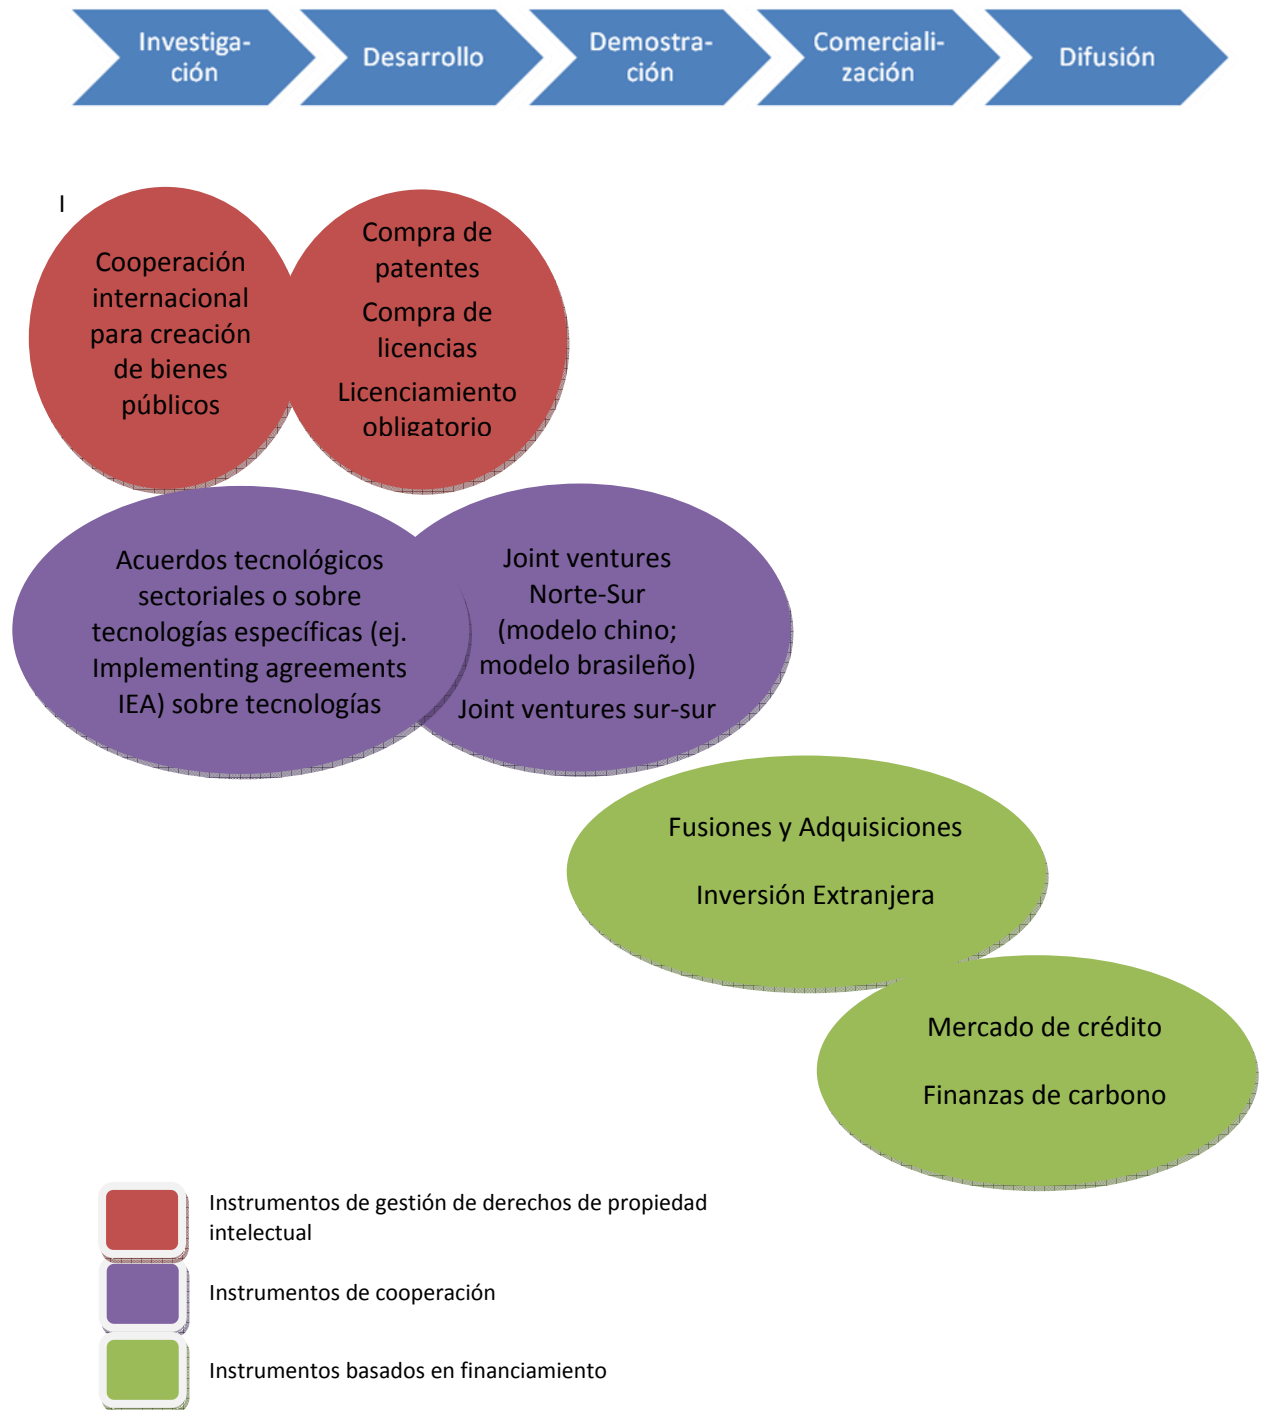 Investiga-
ción
Desarrollo
Demostra-
ción
Comerciali-
zación
Difusión
I
Cooperación
internacional
para creación
de bienes
públicos
Compra de
patentes
Compra de
licencias
Licenciamiento
obligatorio
Acuerdos tecnológicos
sectoriales o sobre
tecnologías específicas (ej.
Implementing agreements
IEA) sobre tecnologías
Joint ventures
Norte-Sur
(modelo chino;
modelo brasileño)
Joint ventures sur-sur
Fusiones y Adquisiciones
Inversión Extranjera
Mercado de crédito
Finanzas de carbono
Instrumentos de gestión de derechos de propiedad
intelectual
Instrumentos de cooperación
Instrumentos basados en financiamiento